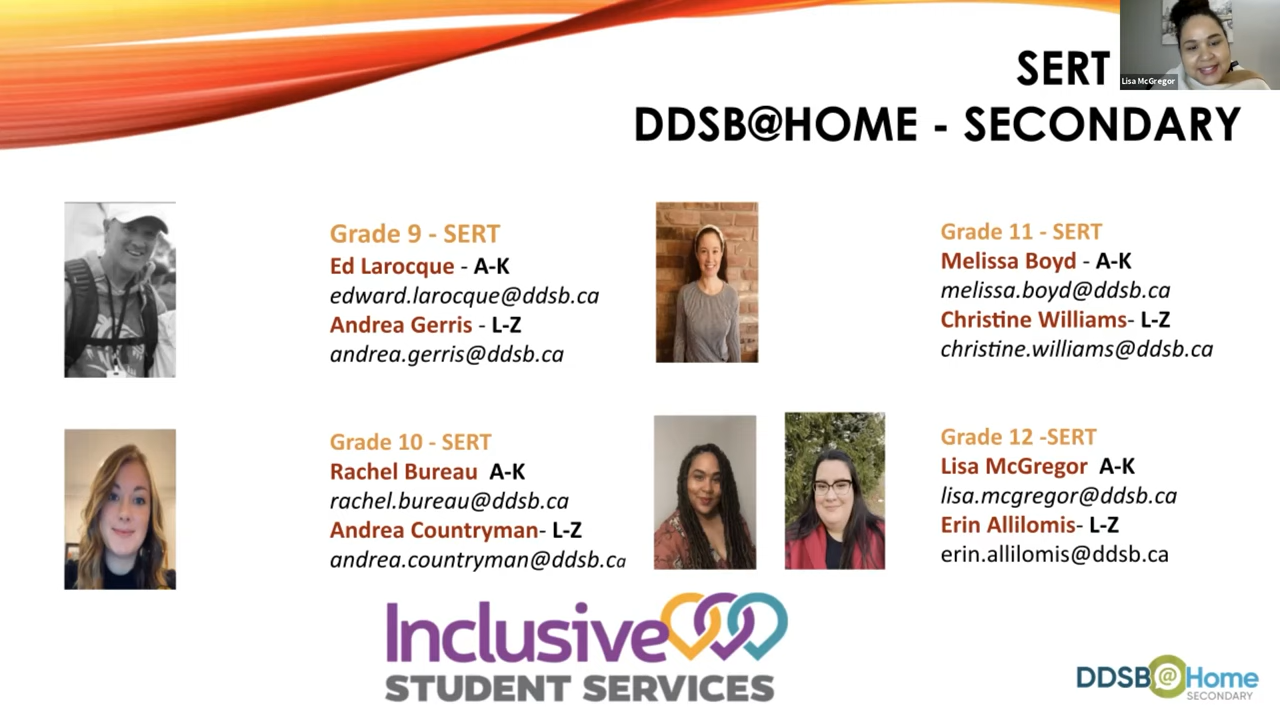 SERT
DDSB@HOME - SECONDARY
Lisa McGregor
Grade 9 - SERT
Ed Larocque - A-K
edward.larocque@ddsb.ca
Andrea Gerris - L-Z
andrea.gerris@ddsb.ca
Grade 11 - SERT
Melissa Boyd - A-K
melissa.boyd@ddsb.ca
Christine Williams- L-Z
christine.williams@ddsb.ca
Grade 10 - SERT
Rachel Bureau A-K
rachel.bureau@ddsb.ca
Andrea Countryman- L-Z
andrea.countryman@ddsb.ca
Grade 12 -SERT
Lisa McGregor A-K
lisa.mcgregor@ddsb.ca
Erin Allilomis- L-Z
erin.allilomis@ddsb.ca
Inclusive
STUDENT SERVICES
DDSB@Home
SECONDARY